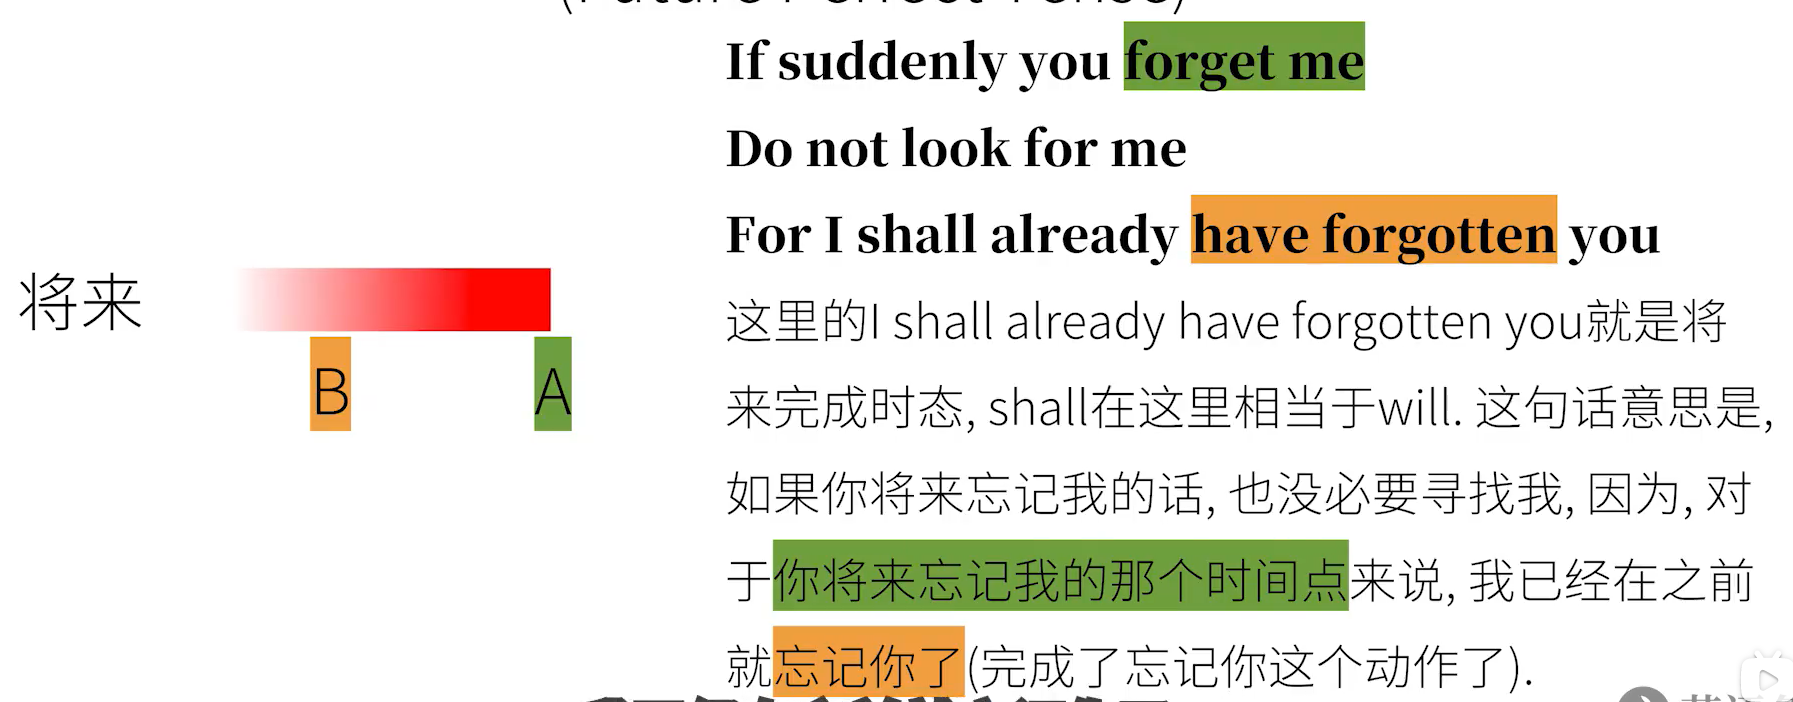 (Future Perfect Tense)
If suddenly you forget me
Do not look for me
For I shall already have forgotten you
将来
B
A
这里的I shall already have forgotten you就是将
来完成时态, shall在这里相当于will. 这句话意思是,
如果你将来忘记我的话, 也没必要寻找我, 因为, 对
于你将来忘记我的那个时间点来说, 我已经在之前
就忘记你了(完成了忘记你这个动作了).